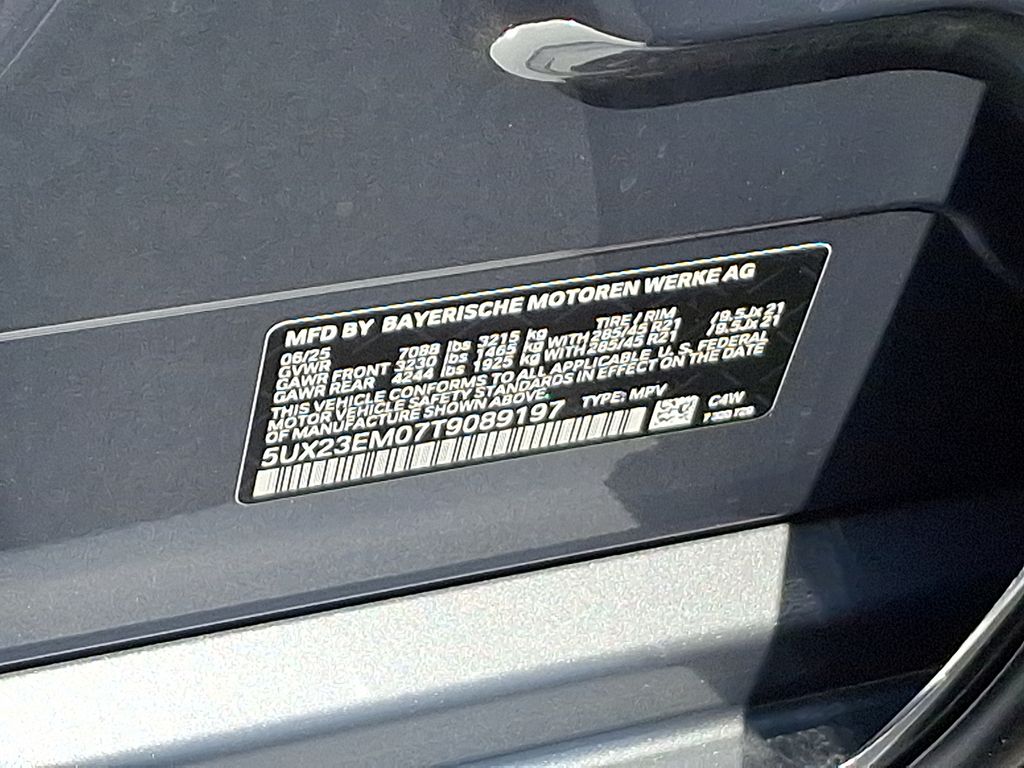 MFD BY BAYERISCHE MOTOREN WERKE AG
06/25 TIRE / RIM
GVWR 7088 lbs 3215 kg
GAWR FRONT 3230 lbs 1465 kg WITH 285/45 R21 /9.5JX21
GAWR REAR 4244 lbs 1925 kg WITH 285/45 R21 /9.5JX21
THIS VEHICLE CONFORMS TO ALL APPLICABLE U.S. FEDERAL
MOTOR VEHICLE SAFETY STANDARDS IN EFFECT ON THE DATE
OF MANUFACTURE SHOWN ABOVE.
5UX23EM07T9089197 TYPE: MPV C4W